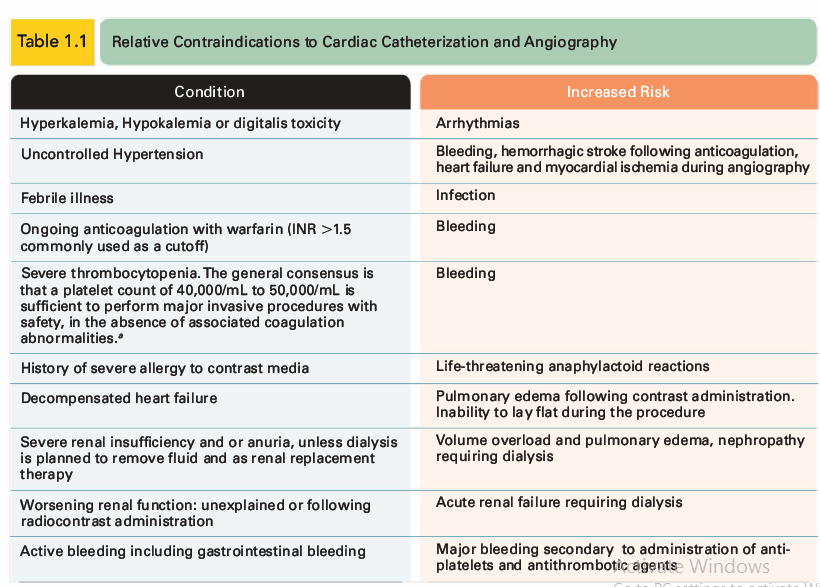 Table 1.1
Relative Contraindications to Cardiac Catheterization and Angiography
Condition
Increased Risk
Hyperkalemia, Hypokalemia or digitalis toxicity
Arrhythmias
Uncontrolled Hypertension
Bleeding, hemorrhagic stroke following anticoagulation,
heart failure and myocardial ischemia during angiography
Febrile illness
Infection
Ongoing anticoagulation with warfarin (INR >1.5
commonly used as a cutoff)
Bleeding
Severe thrombocytopenia. The general consensus is
that a platelet count of 40,000/mL to 50,000/mL is
sufficient to perform major invasive procedures with
safety, in the absence of associated coagulation
abnormalities.ª
Bleeding
History of severe allergy to contrast media
Life-threatening anaphylactoid reactions
Decompensated heart failure
Pulmonary edema following contrast administration.
Inability to lay flat during the procedure
Severe renal insufficiency and or anuria, unless dialysis
is planned to remove fluid and as renal replacement
therapy
Volume overload and pulmonary edema, nephropathy
requiring dialysis
Worsening renal function: unexplained or following
radiocontrast administration
Acute renal failure requiring dialysis
Active bleeding including gastrointestinal bleeding
Major bleeding secondary to administration of anti-
platelets and antithrombotic agents
Activate Windows